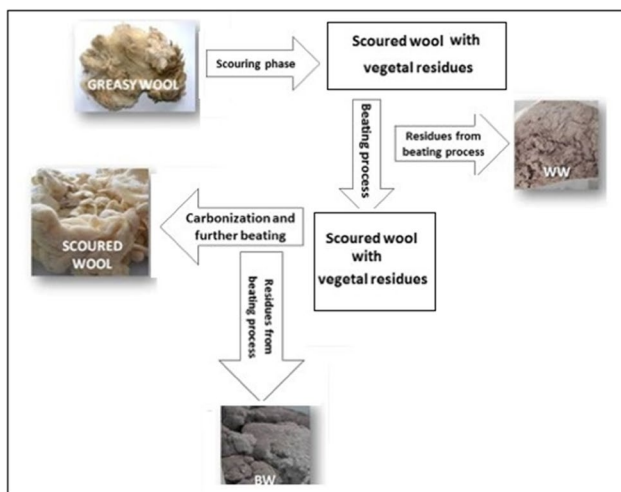 GREASY WOOL
Scouring phase
Scoured wool with
vegetal residues
Beating process
Residues from
beating process
WW
Scoured wool
with
vegetal residues
Carbonization and
further beating
SCOURED
WOOL
Residues from
beating process
BW